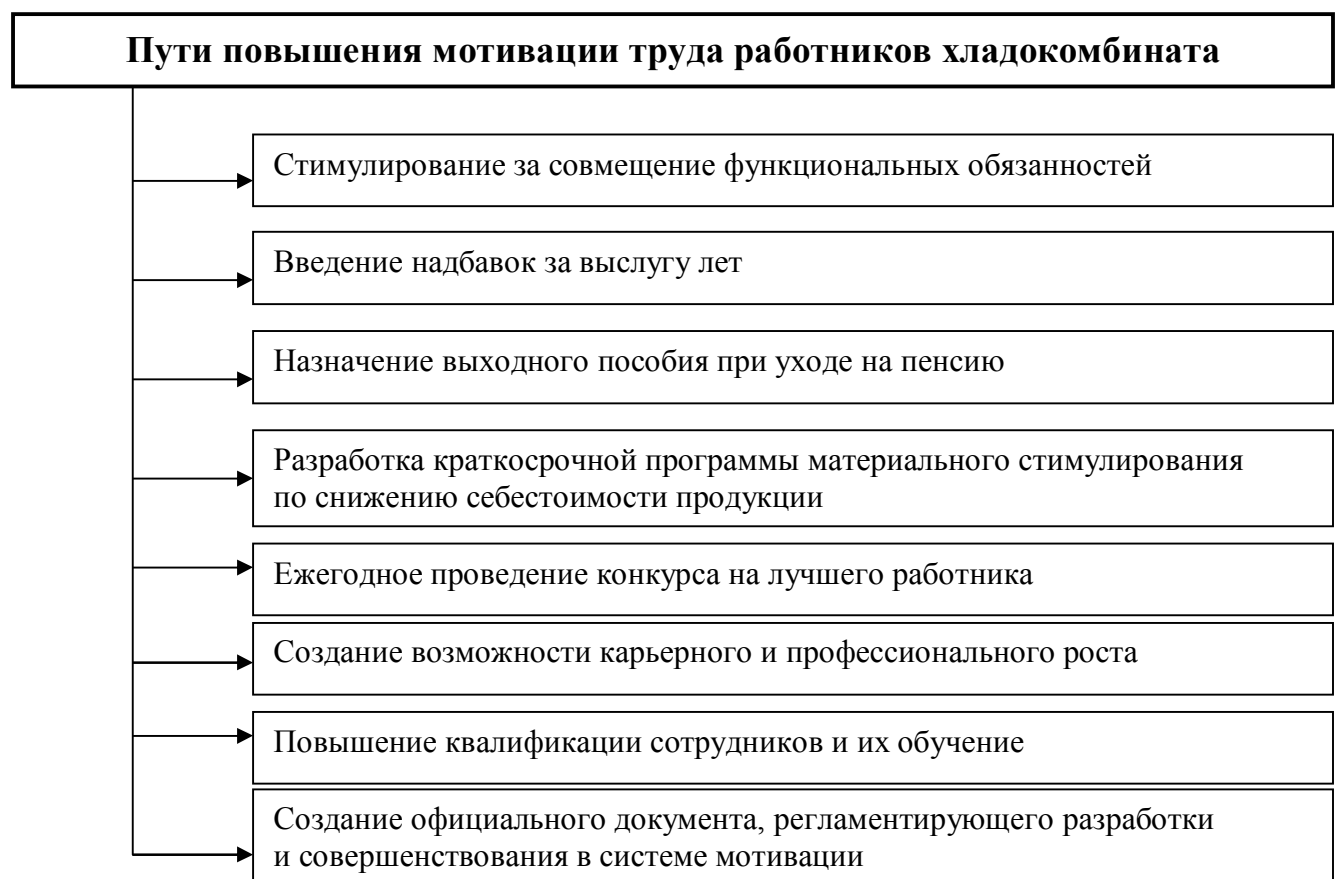 Пути повышения мотивации труда работников хладокомбината
Стимулирование за совмещение функциональных обязанностей
Введение надбавок за выслугу лет
Назначение выходного пособия при уходе на пенсию
Разработка краткосрочной программы материального стимулирования
по снижению себестоимости продукции
Ежегодное проведение конкурса на лучшего работника
Создание возможности карьерного и профессионального роста
Повышение квалификации сотрудников и их обучение
Создание официального документа, регламентирующего разработки
и совершенствования в системе мотивации